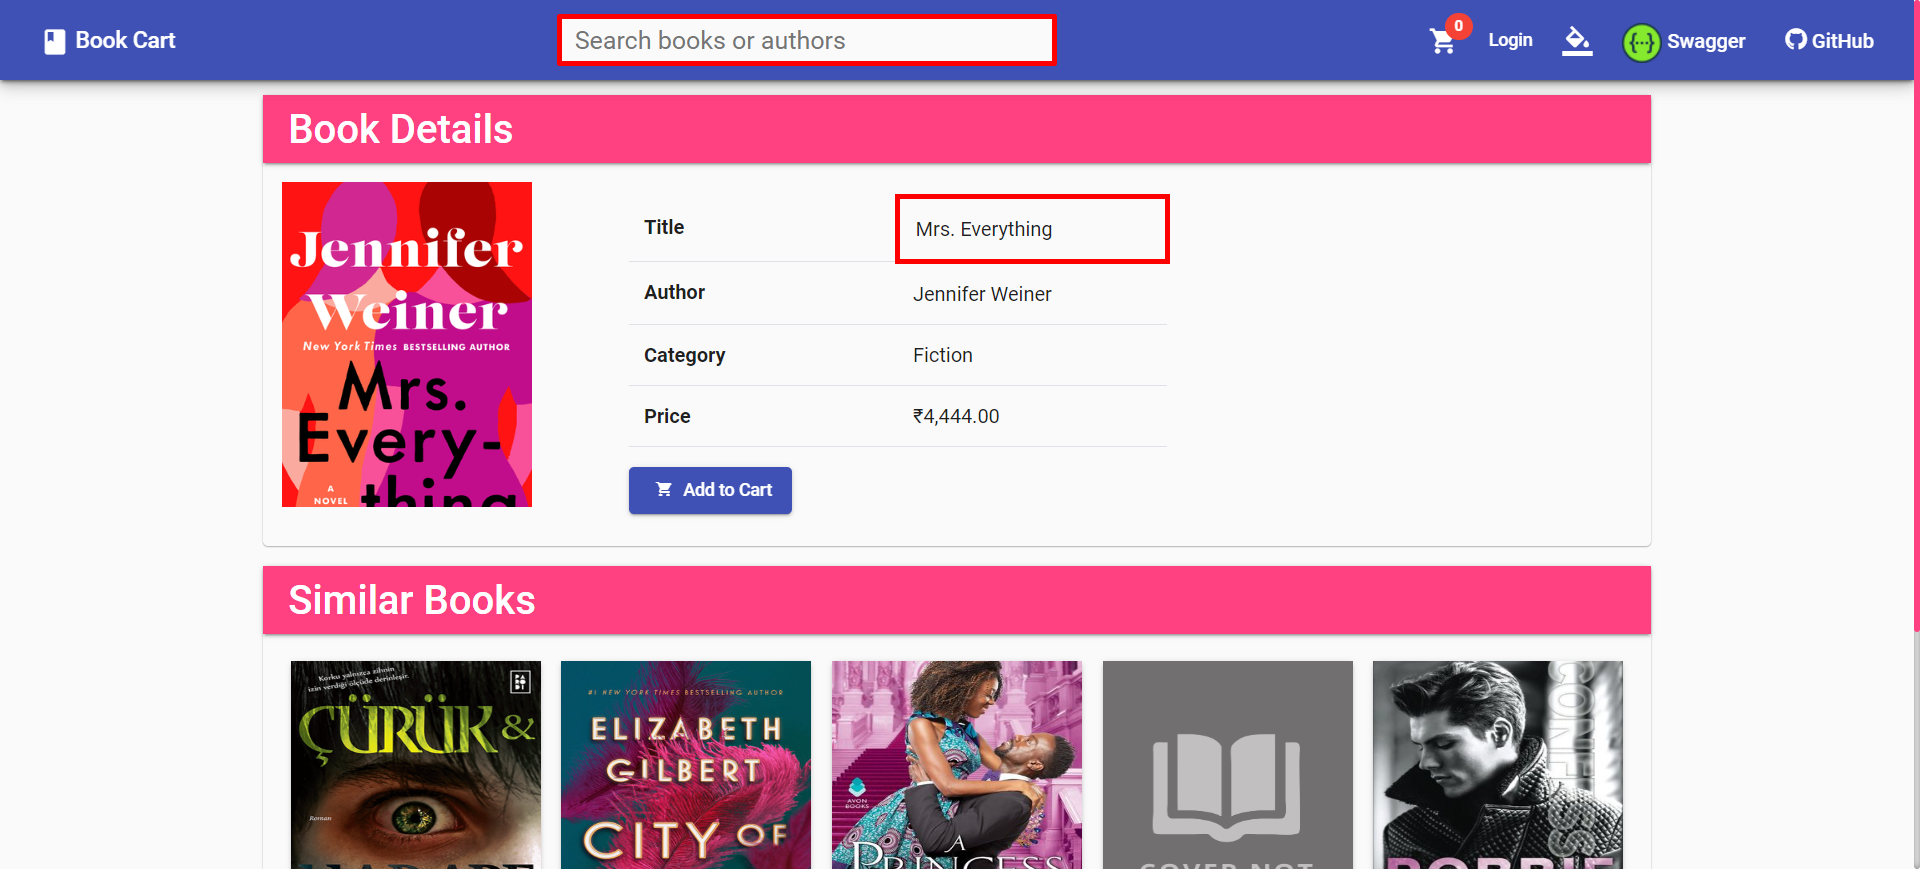 Book Cart
Search books or authors
0
Login
Swagger
GitHub
Book Details
Jennifer
Weiner
New York Times BESTSELLING AUTHOR
Mrs.
Every-
thing
A
NOVEL
Title Mrs. Everything
Author Jennifer Weiner
Category Fiction
Price ₹4,444.00
Add to Cart
Similar Books
Korku yalnızca zihnin
izin verdiği ölçüde derinleşir.
ÇÜRÜK &
Roman
#1 NEW YORK TIMES BESTSELLING AUTHOR
ELIZABETH
GILBERT
CITY OF
AVON
BOOKS
A
PRINCESS
COVER NOT
ROBBIE